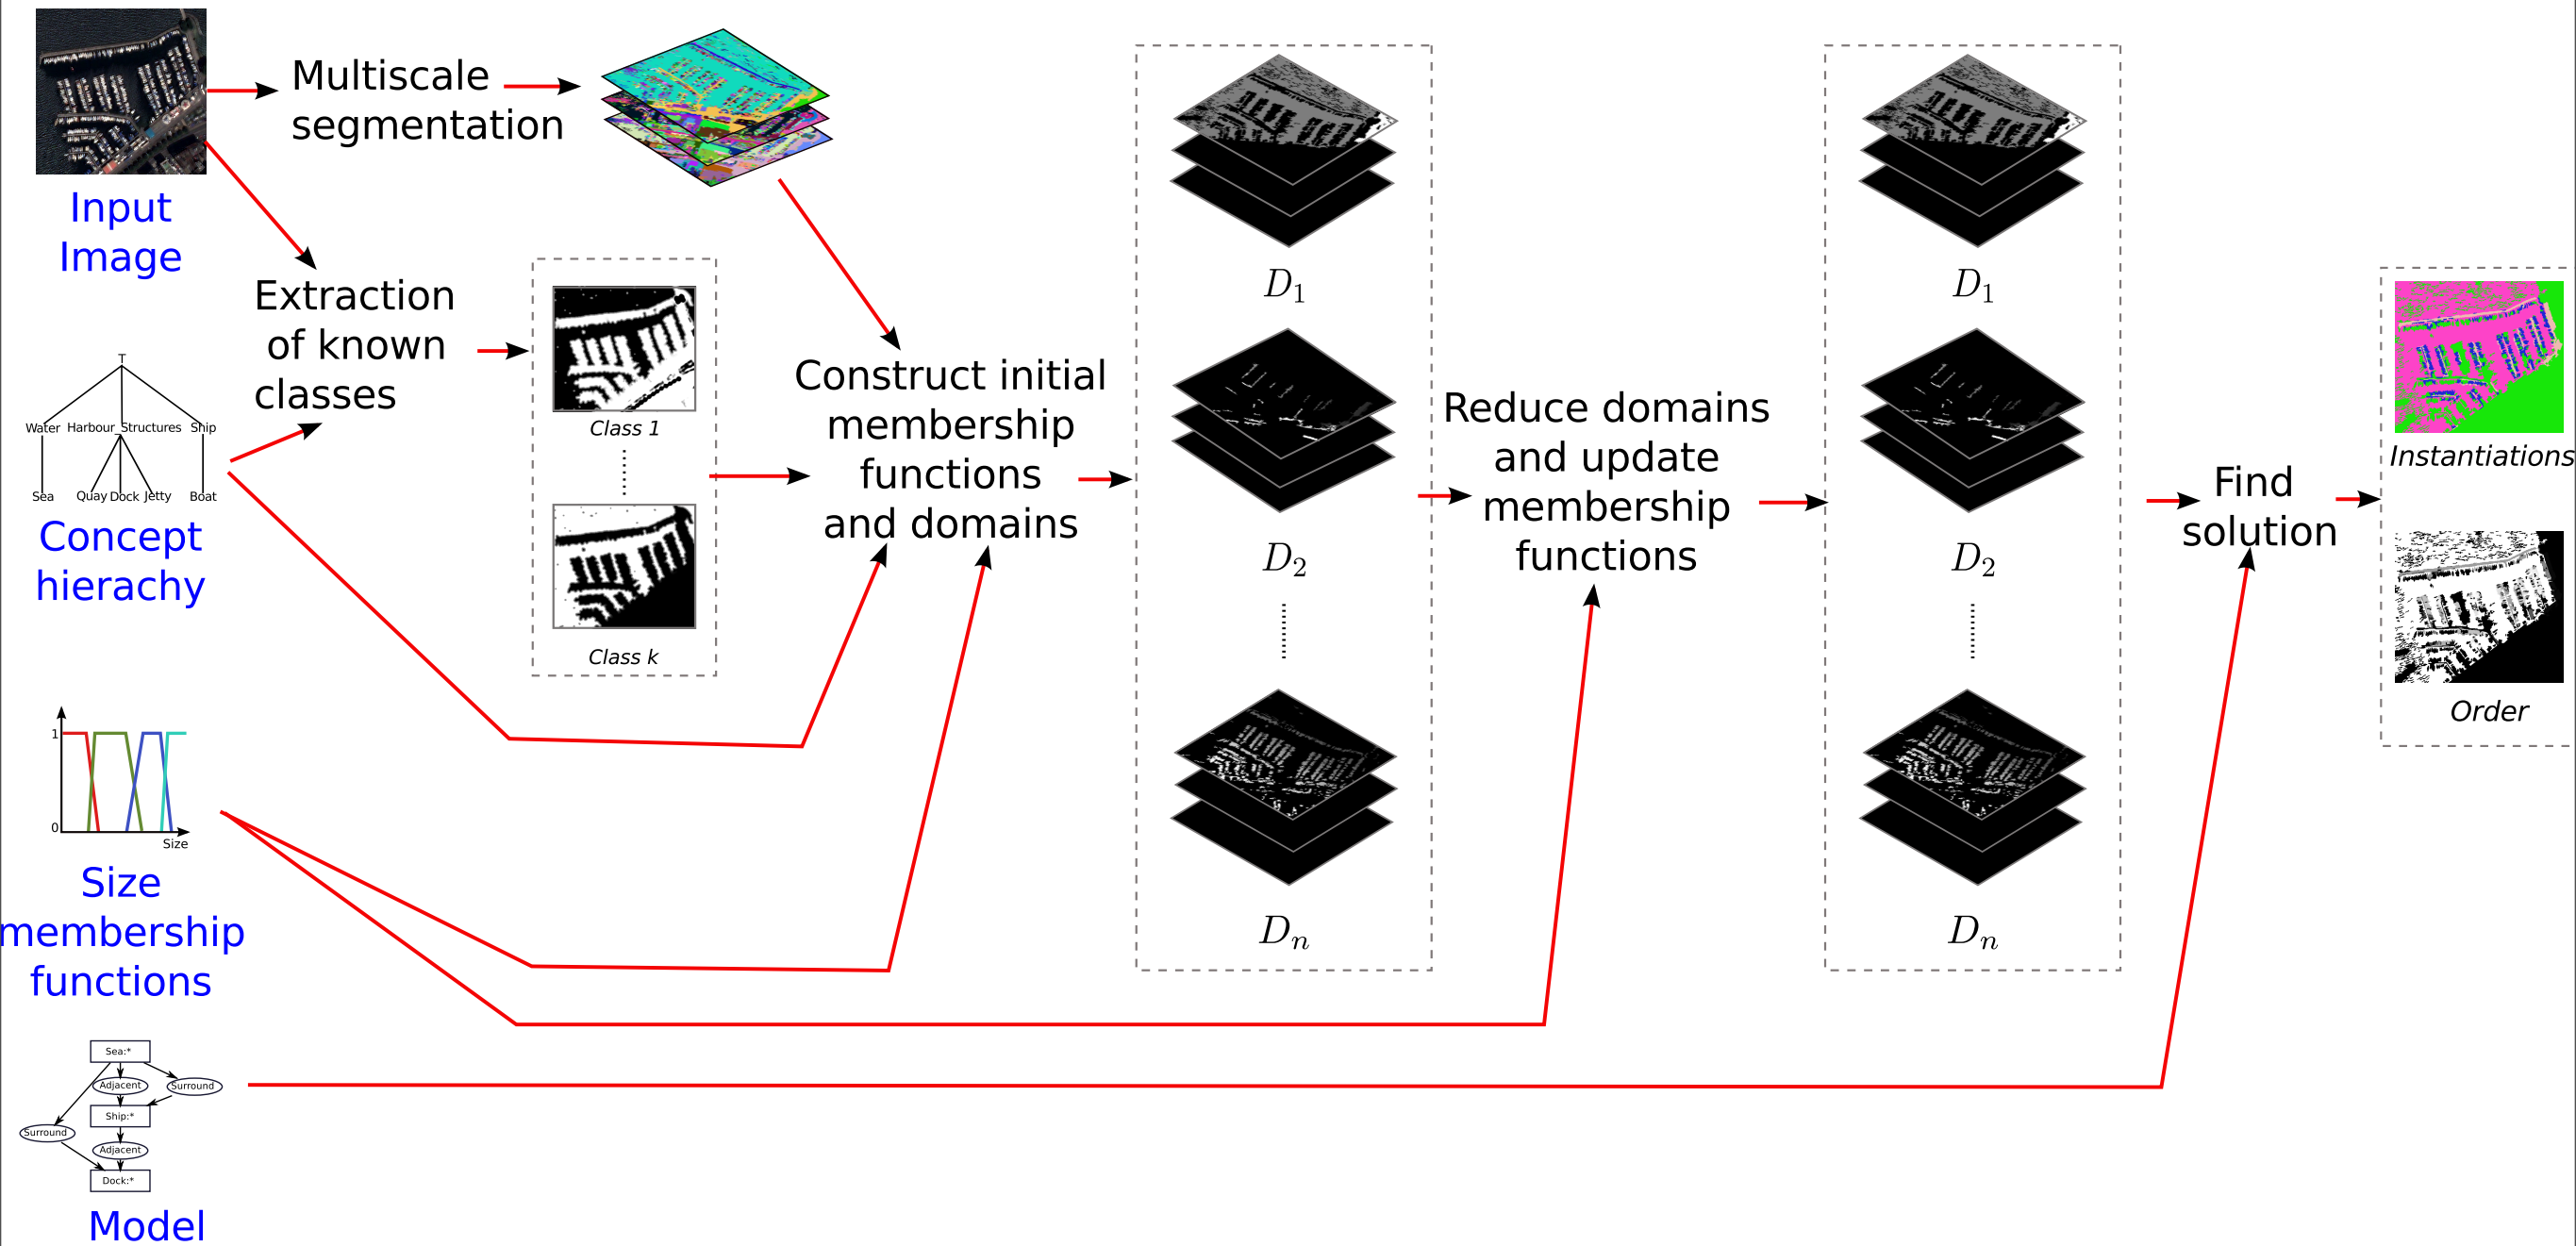 Multiscale
segmentation
Input
Image
Extraction
of known
classes
T
Water Harbour_Structures Ship
Sea Quay Dock Jetty Boat
Concept
hierachy
Class 1
Class k
Construct initial
membership
functions
and domains
1
0
Size
Size
membership
functions
Sea:*
Adjacent
Surround
Ship:*
Surround
Adjacent
Dock:*
Model
D1
D2
Dn
Reduce domains
and update
membership
functions
D1
D2
Dn
Find
solution
Instantiations
Order